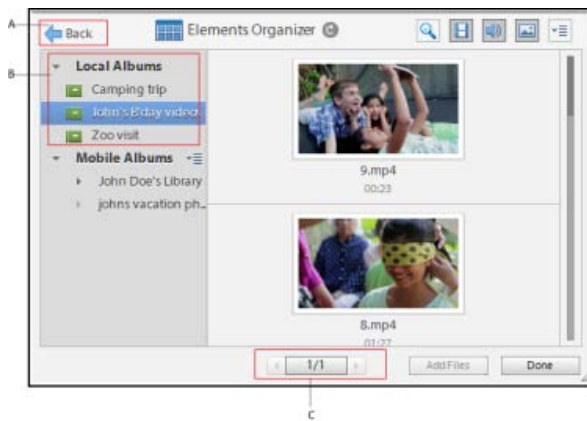 A
Back
Elements Organizer
B
Local Albums
Camping trip
John's B'day videos
Zoo visit
Mobile Albums
John Doe's Library
johns vacation ph...
9.mp4
00:23
8.mp4
01:27
1/1
Add Files
Done
C